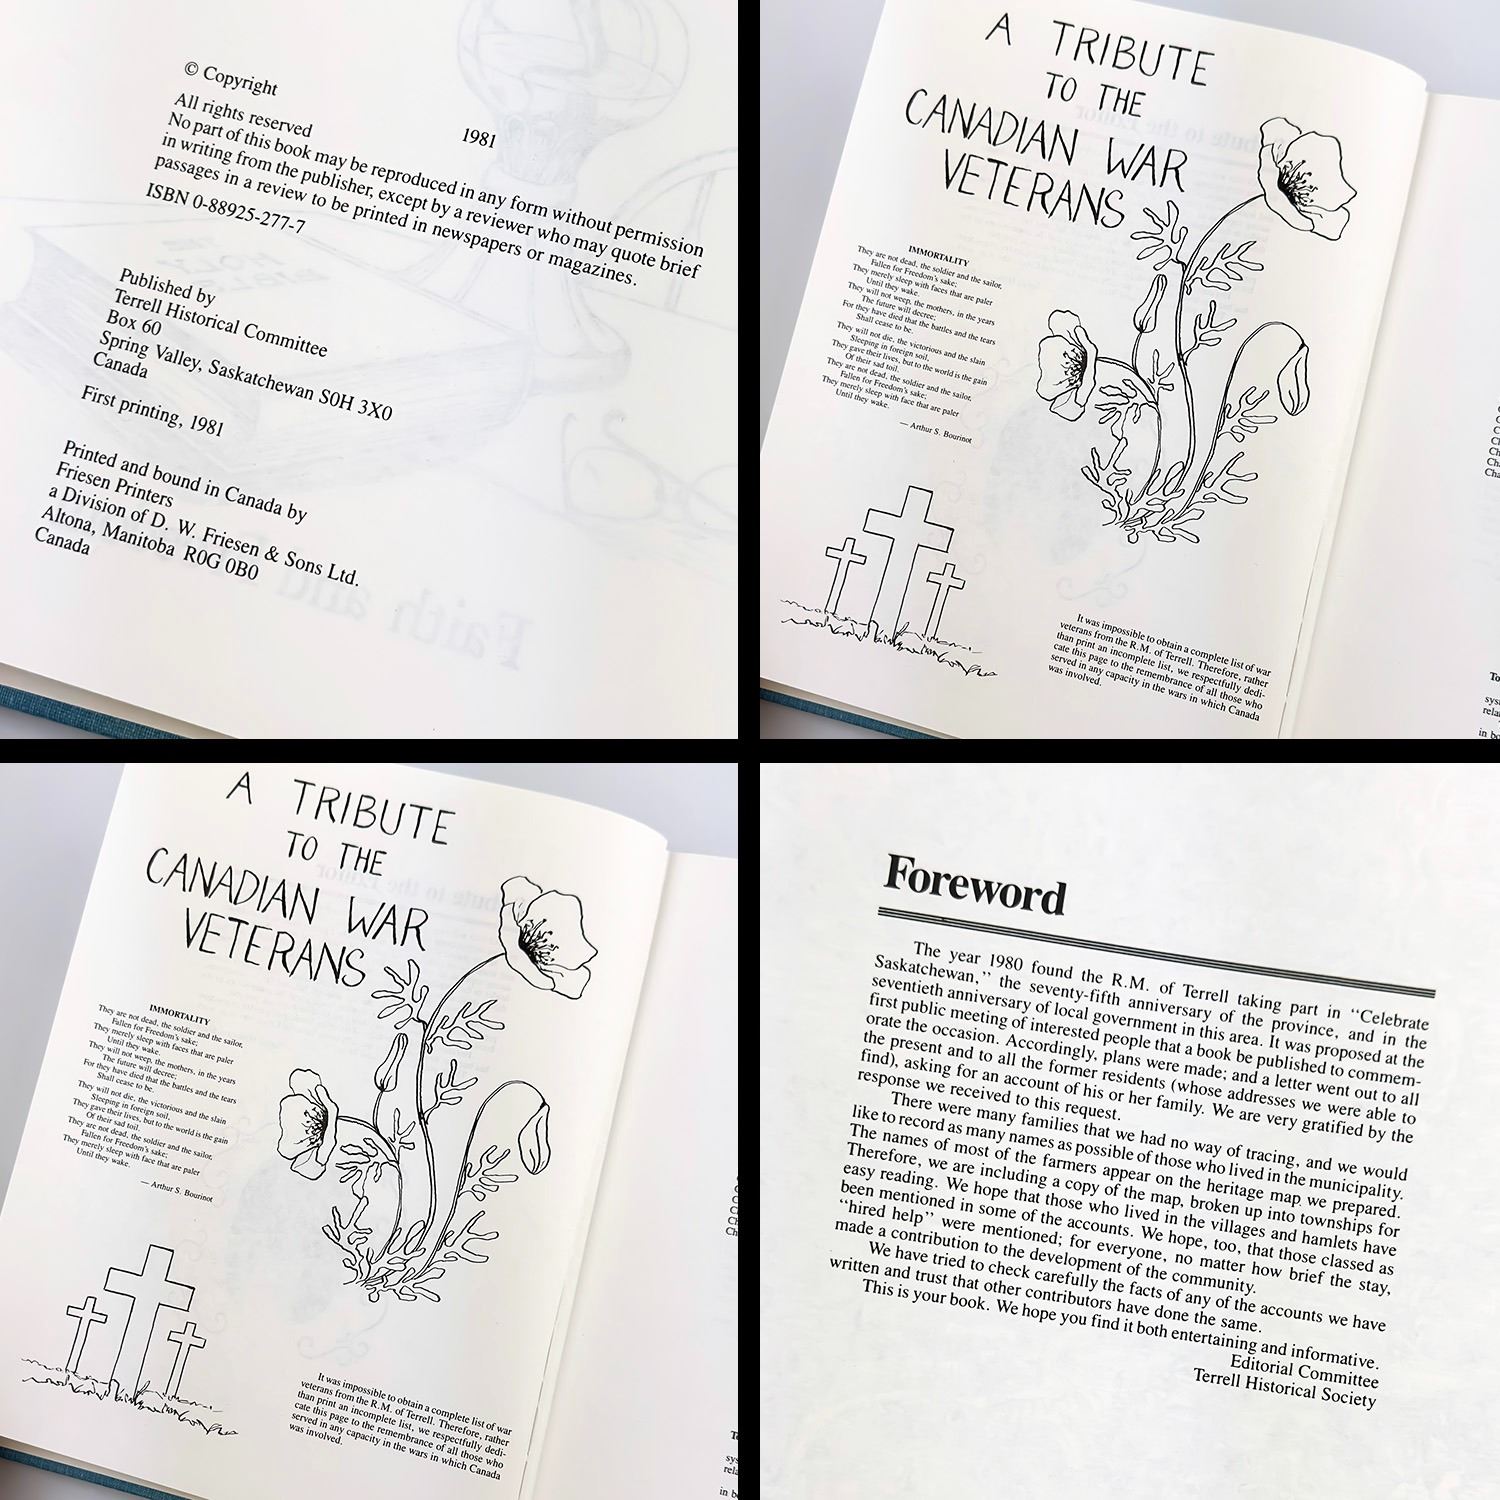 © Copyright
1981
All rights reserved
No part of this book may be reproduced in any form without permission
in writing from the publisher, except by a reviewer who may quote brief
passages in a review to be printed in newspapers or magazines.
ISBN 0-88925-277-7
Published by
Terrell Historical Committee
Box 60
Spring Valley, Saskatchewan S0H 3X0
Canada
First printing, 1981
Printed and bound in Canada by
Friesen Printers
a Division of D. W. Friesen & Sons Ltd.
Altona, Manitoba R0G 0B0
Canada
Faith and
A TRIBUTE
TO THE
CANADIAN WAR
VETERANS
IMMORTALITY
They are not dead, the soldier and the sailor,
Fallen for Freedom's sake;
They merely sleep with faces that are paler
Until they wake.
They will not weep, the mothers, in the years
The future will decree;
For they have died that the battles and the tears
Shall cease to be.
They will not die, the victorious and the slain
Sleeping in foreign soil,
They gave their lives, but to the world is the gain
Of their sad toil.
They are not dead, the soldier and the sailor,
Fallen for Freedom's sake;
They merely sleep with face that are paler
Until they wake.
— Arthur S. Bourinot
It was impossible to obtain a complete list of war
veterans from the R.M. of Terrell. Therefore, rather
than print an incomplete list, we respectfully dedi-
cate this page to the remembrance of all those who
served in any capacity in the wars in which Canada
was involved.
A TRIBUTE
TO THE
CANADIAN WAR
VETERANS
IMMORTALITY
They are not dead, the soldier and the sailor,
Fallen for Freedom's sake;
They merely sleep with faces that are paler
Until they wake.
They will not weep, the mothers, in the years
The future will decree;
For they have died that the battles and the tears
Shall cease to be.
They will not die, the victorious and the slain
Sleeping in foreign soil,
They gave their lives, but to the world is the gain
Of their sad toil.
They are not dead, the soldier and the sailor,
Fallen for Freedom's sake;
They merely sleep with face that are paler
Until they wake.
— Arthur S. Bourinot
It was impossible to obtain a complete list of war
veterans from the R.M. of Terrell. Therefore, rather
than print an incomplete list, we respectfully dedi-
cate this page to the remembrance of all those who
served in any capacity in the wars in which Canada
was involved.
Foreword
The year 1980 found the R.M. of Terrell taking part in “Celebrate
Saskatchewan,” the seventy-fifth anniversary of the province, and in the
seventieth anniversary of local government in this area. It was proposed at the
first public meeting of interested people that a book be published to commem-
orate the occasion. Accordingly, plans were made; and a letter went out to all
the present and to all the former residents (whose addresses we were able to
find), asking for an account of his or her family. We are very gratified by the
response we received to this request.
There were many families that we had no way of tracing, and we would
like to record as many names as possible of those who lived in the municipality.
The names of most of the farmers appear on the heritage map we prepared.
Therefore, we are including a copy of the map, broken up into townships for
easy reading. We hope that those who lived in the villages and hamlets have
been mentioned in some of the accounts. We hope, too, that those classed as
“hired help” were mentioned; for everyone, no matter how brief the stay,
made a contribution to the development of the community.
We have tried to check carefully the facts of any of the accounts we have
written and trust that other contributors have done the same.
This is your book. We hope you find it both entertaining and informative.
Editorial Committee
Terrell Historical Society